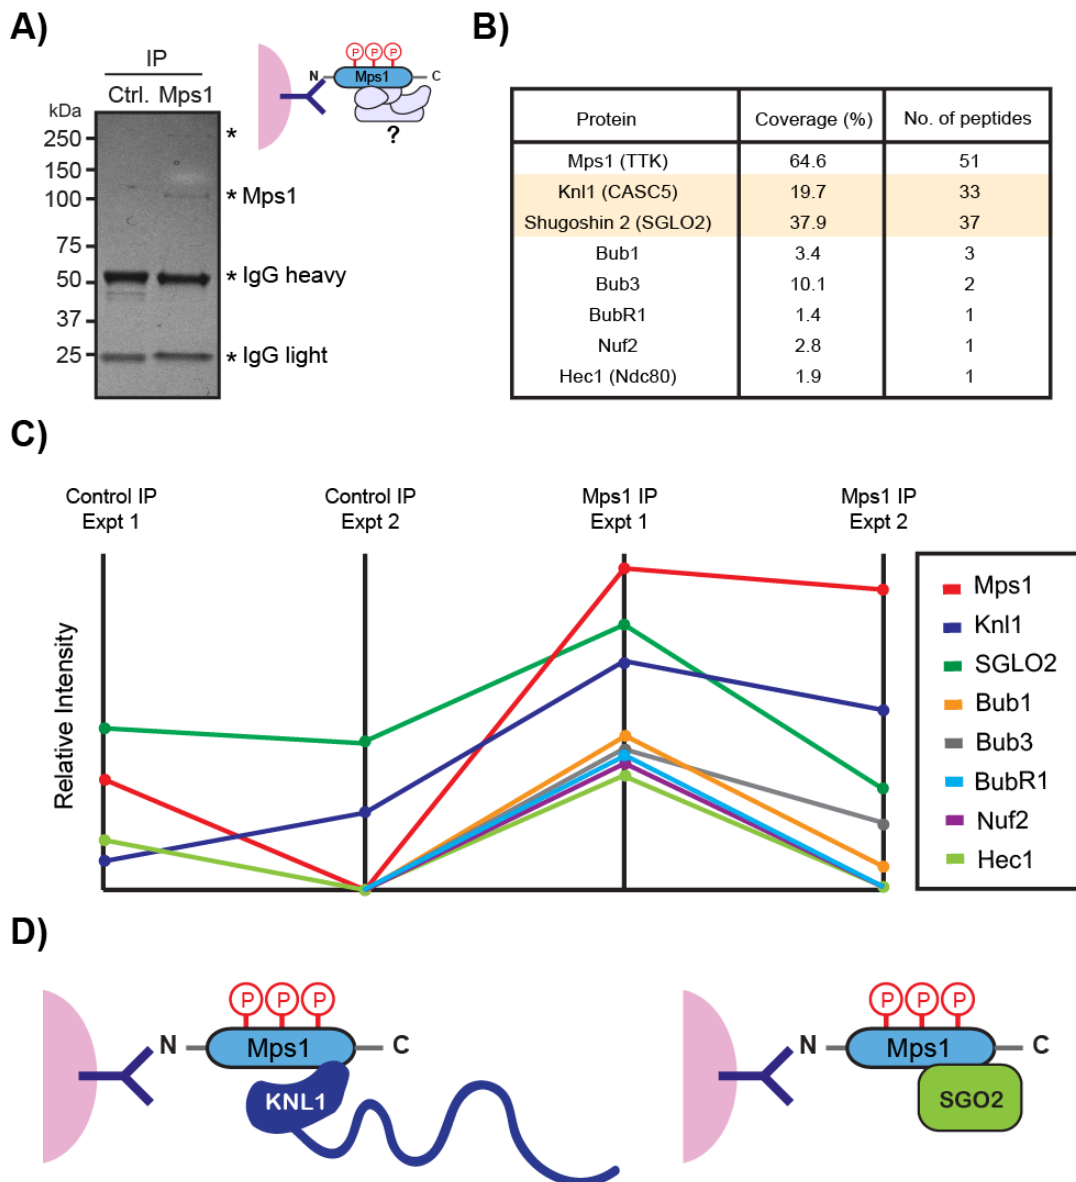 A)
IP
Ctrl. Mps1
kDa
250
150
100
75
50
37
25
*
* Mps1
* IgG heavy
* IgG light
P P P
N Mps1 C
?
B)
Protein Coverage (%) No. of peptides
Mps1 (TTK) 64.6 51
Knl1 (CASC5) 19.7 33
Shugoshin 2 (SGLO2) 37.9 37
Bub1 3.4 3
Bub3 10.1 2
BubR1 1.4 1
Nuf2 2.8 1
Hec1 (Ndc80) 1.9 1
C)
Control IP
Expt 1
Control IP
Expt 2
Mps1 IP
Expt 1
Mps1 IP
Expt 2
Relative Intensity
Mps1
Knl1
SGLO2
Bub1
Bub3
BubR1
Nuf2
Hec1
D)
P P P
N Mps1 C
KNL1
P P P
N Mps1 C
SGO2